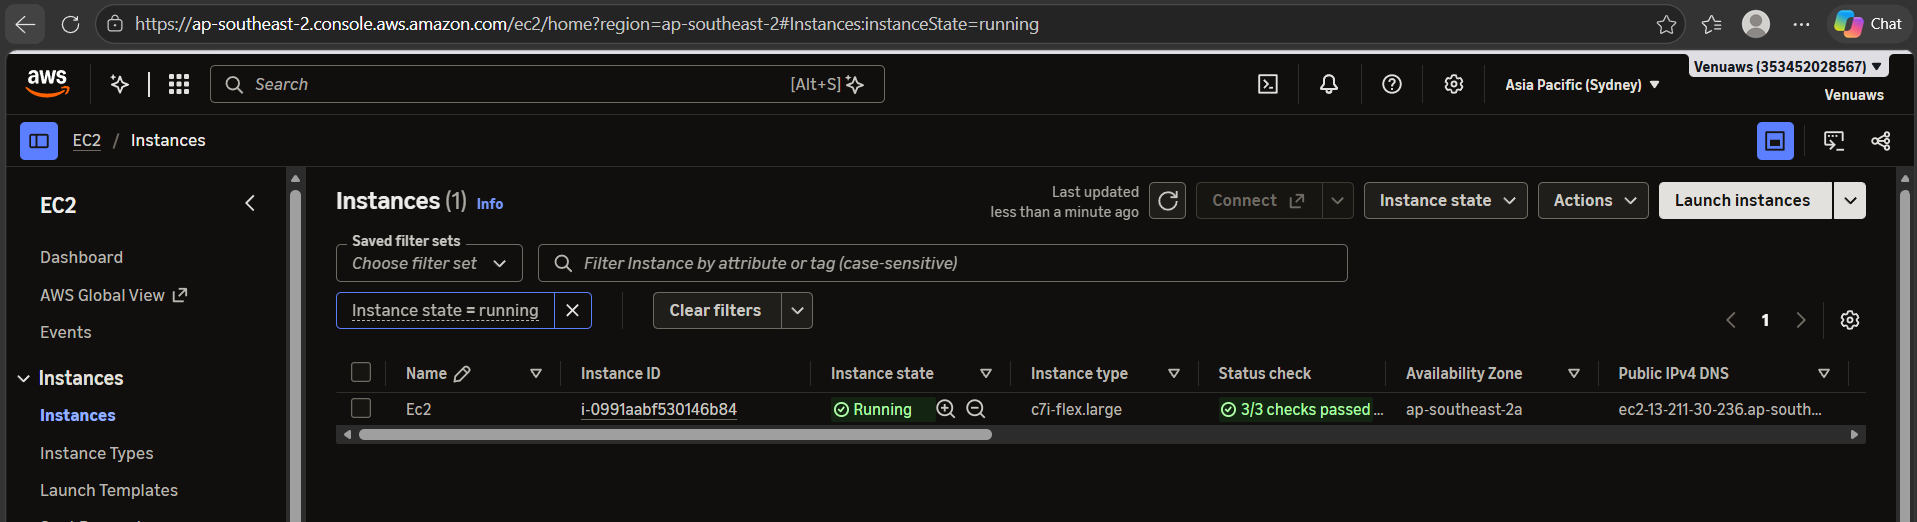 https://ap-southeast-2.console.aws.amazon.com/ec2/home?region=ap-southeast-2#Instances:instanceState=running
Chat
aws
Search
[Alt+S]
Asia Pacific (Sydney)
Venuaws (353452028567)
Venuaws
EC2 / Instances
EC2
Dashboard
AWS Global View
Events
Instances
Instances
Instance Types
Launch Templates
Instances (1) Info
Last updated
less than a minute ago
Connect
Instance state
Actions
Launch instances
Saved filter sets
Choose filter set
Filter Instance by attribute or tag (case-sensitive)
Instance state = running
Clear filters
1
Name Instance ID Instance state Instance type Status check Availability Zone Public IPv4 DNS
Ec2 i-0991aabf530146b84 Running c7i-flex.large 3/3 checks passed ... ap-southeast-2a ec2-13-211-30-236.ap-south...